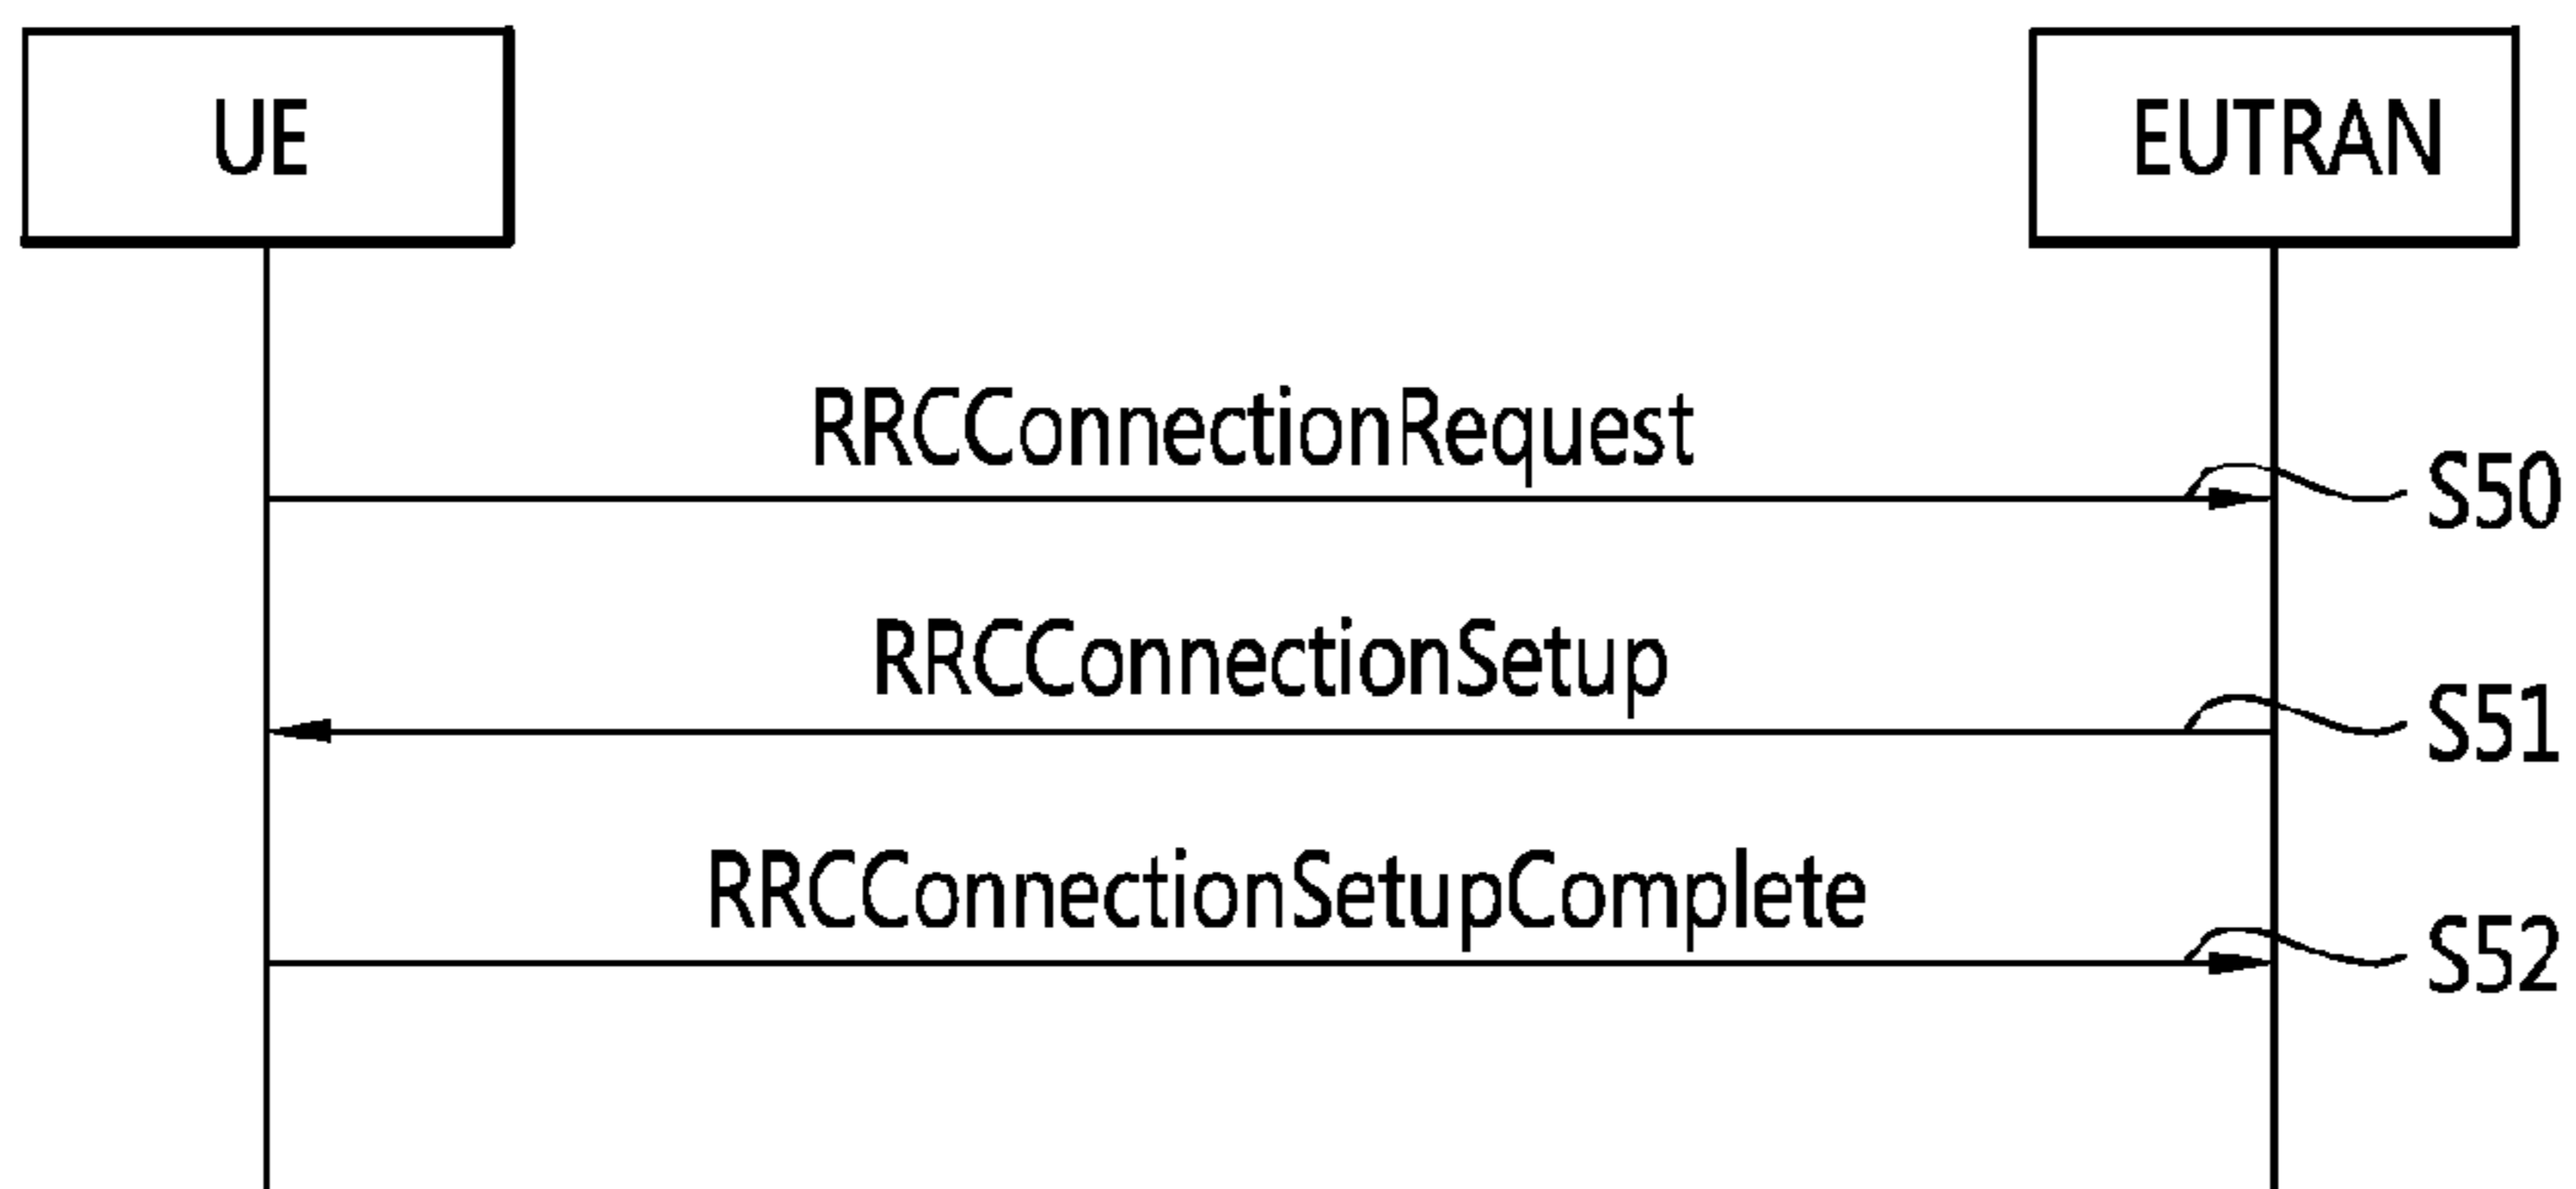 UE
EUTRAN
RRCConnectionRequest
S50
RRCConnectionSetup
S51
RRCConnectionSetupComplete
S52